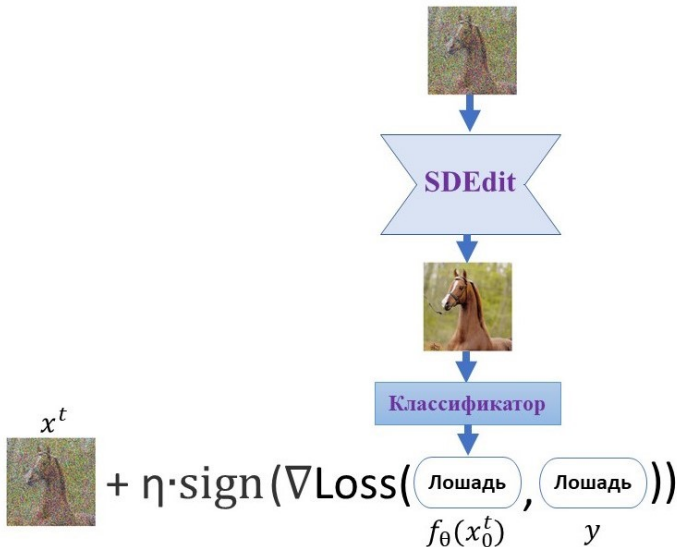 SDEdit
Классификатор
x^t
+ η·sign(∇Loss(Лошадь, Лошадь))
f_θ(x_0^t) y